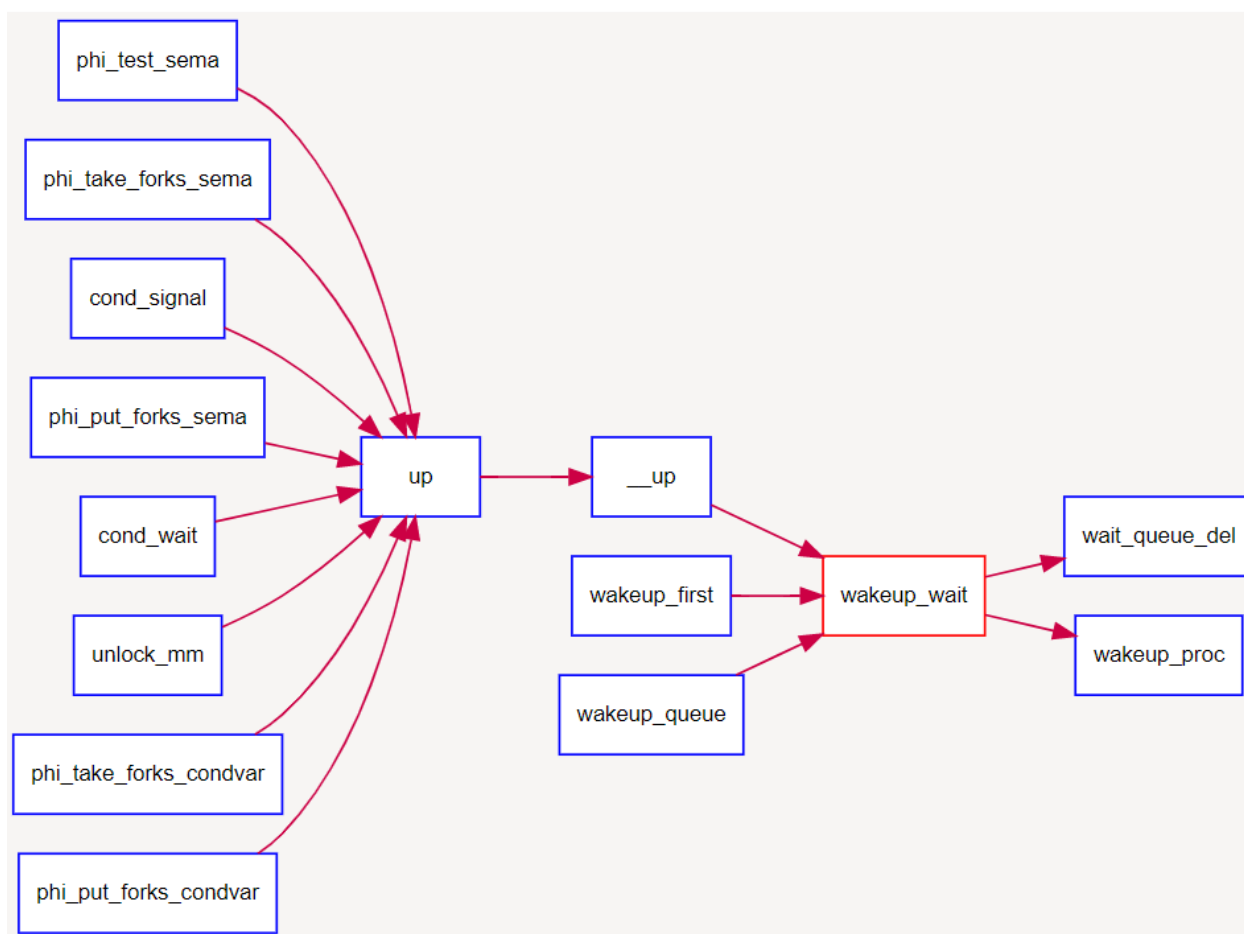 phi_test_sema
phi_take_forks_sema
cond_signal
phi_put_forks_sema
cond_wait
unlock_mm
phi_take_forks_condvar
phi_put_forks_condvar
up
__up
wakeup_first
wakeup_queue
wakeup_wait
wait_queue_del
wakeup_proc